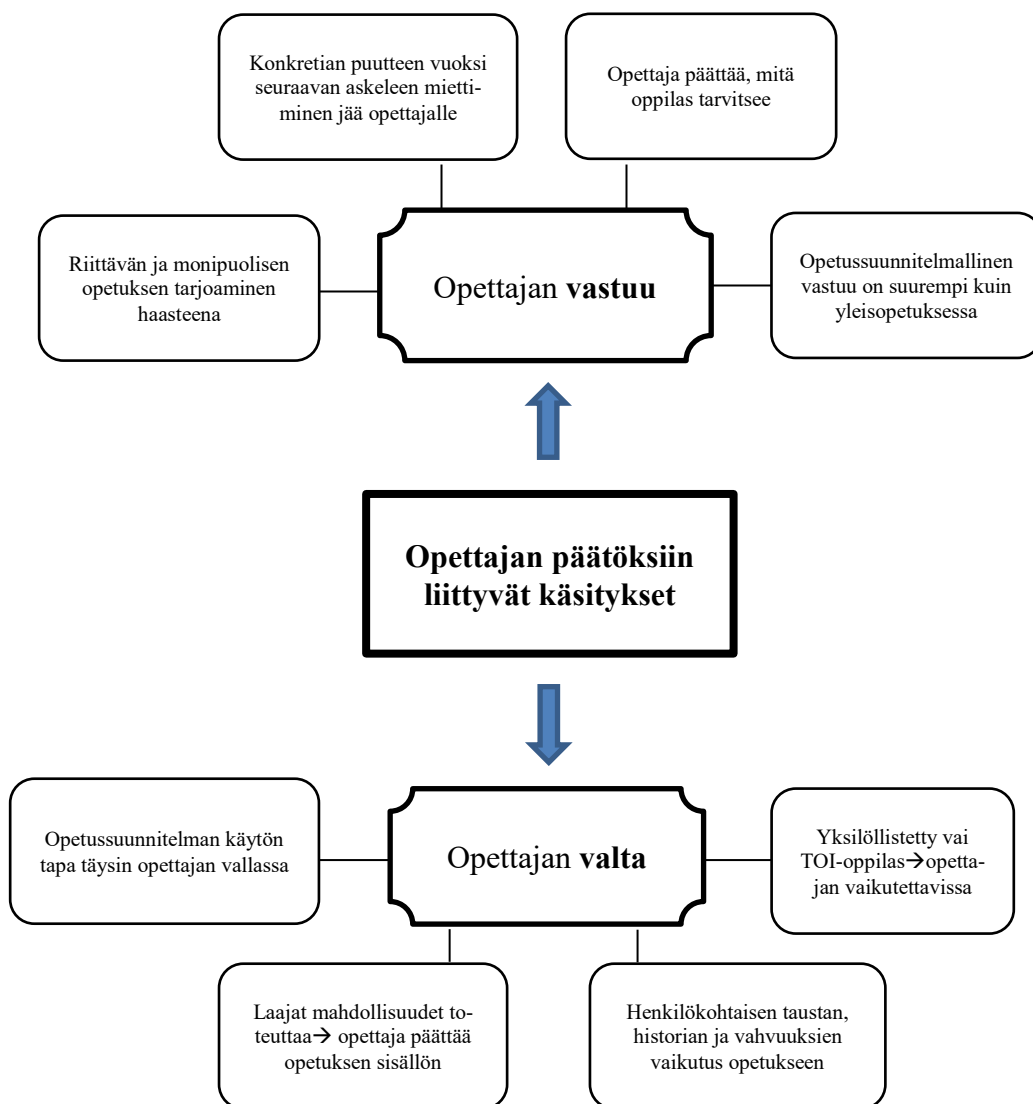 Konkretian puutteen vuoksi
seuraavan askeleen mietti-
minen jää opettajalle
Opettaja päättää, mitä
oppilas tarvitsee
Riittävän ja monipuolisen
opetuksen tarjoaminen
haasteena
Opettajan vastuu
Opetussuunnitelmallinen
vastuu on suurempi kuin
yleisopetuksessa
Opettajan päätöksiin
liittyvät käsitykset
Opetussuunnitelman käytön
tapa täysin opettajan vallassa
Opettajan valta
Yksilöllistetty vai
TOI-oppilas→opetta-
jan vaikutettavissa
Laajat mahdollisuudet to-
teuttaa→ opettaja päättää
opetuksen sisällön
Henkilökohtaisen taustan,
historian ja vahvuuksien
vaikutus opetukseen